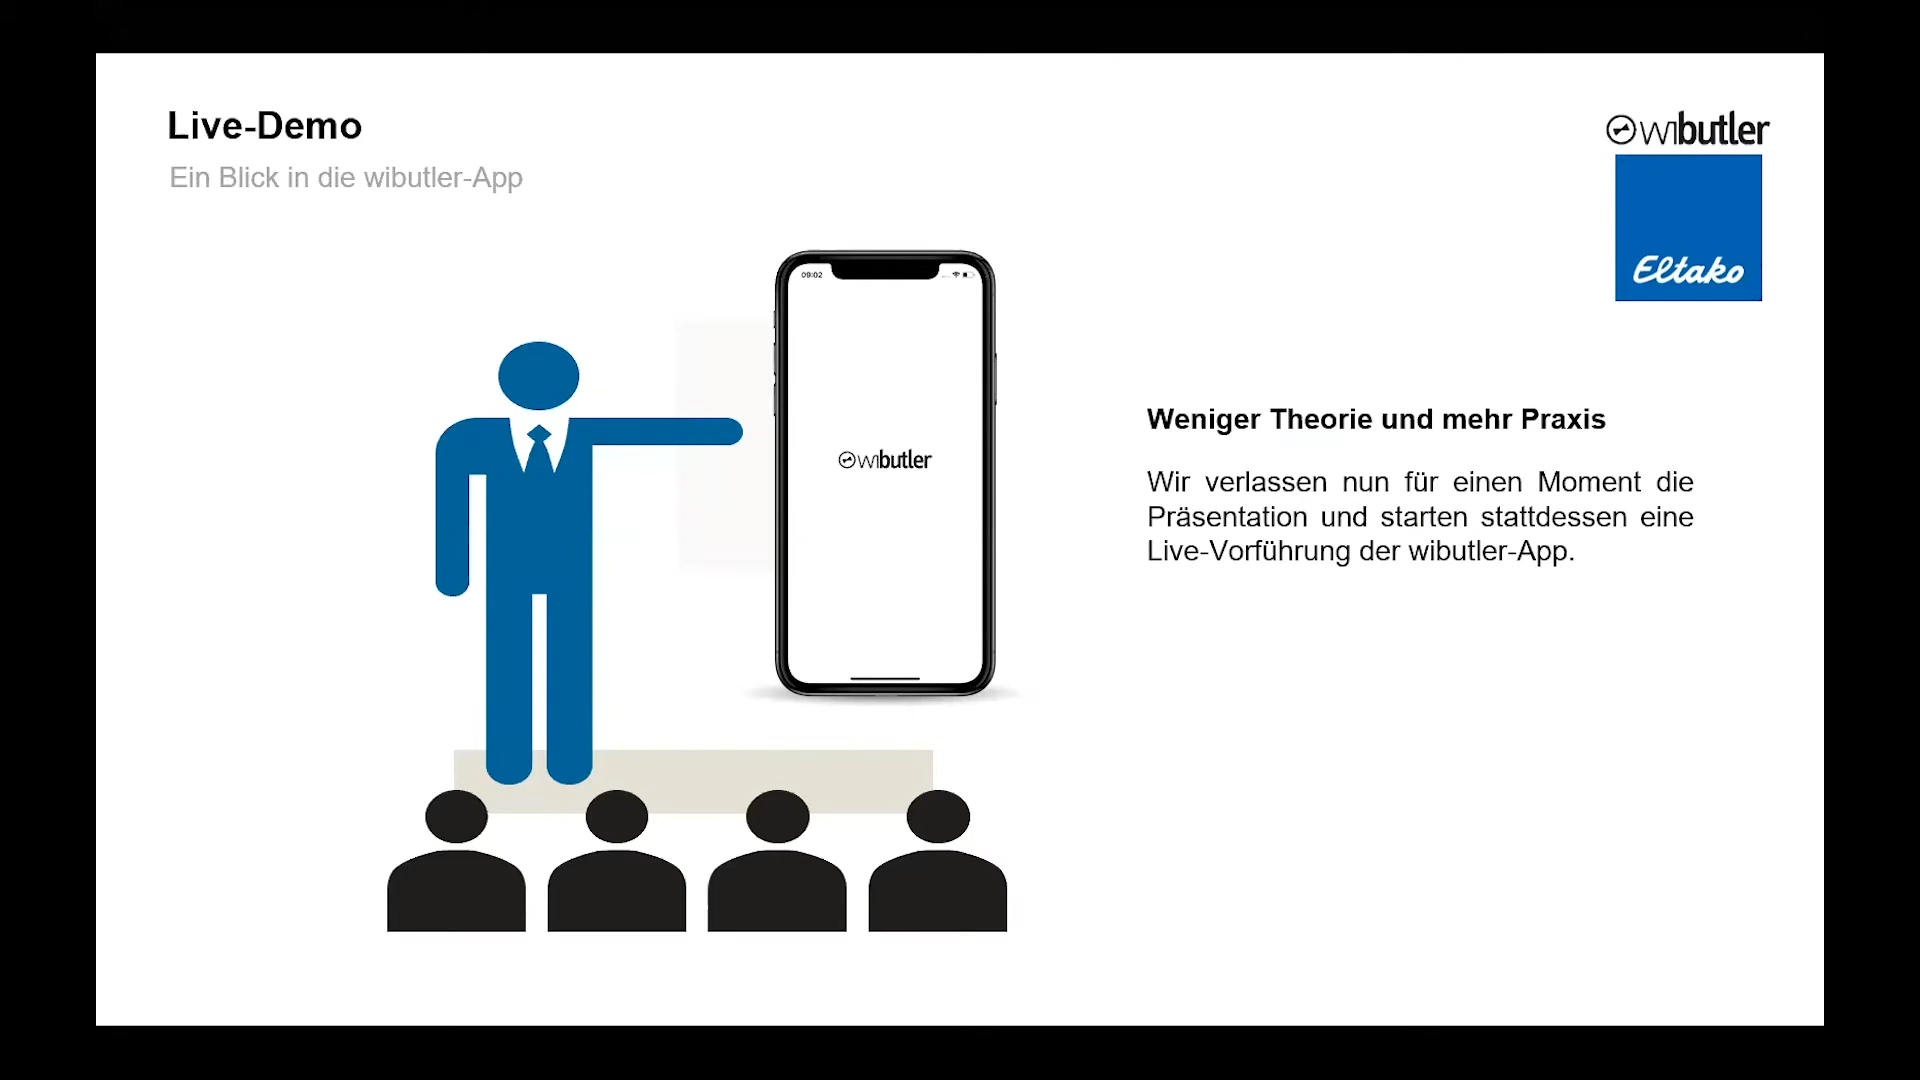 Live-Demo
Ein Blick in die wibutler-App
wibutler
Eltako
09:02
wibutler
Weniger Theorie und mehr Praxis
Wir verlassen nun für einen Moment die
Präsentation und starten stattdessen eine
Live-Vorführung der wibutler-App.